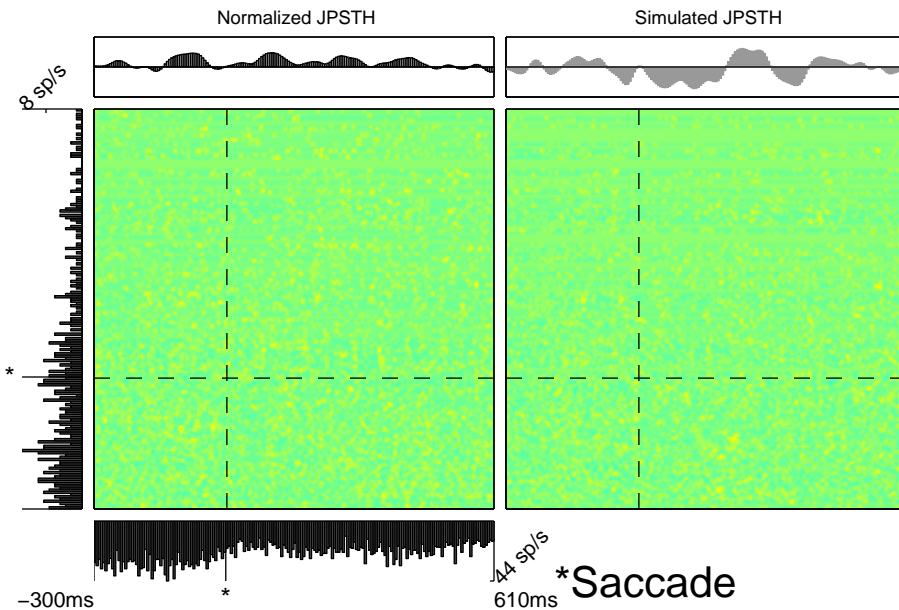 Normalized JPSTH
Simulated JPSTH
8 sp/s
*
44 sp/s
*
*Saccade
−300ms
610ms